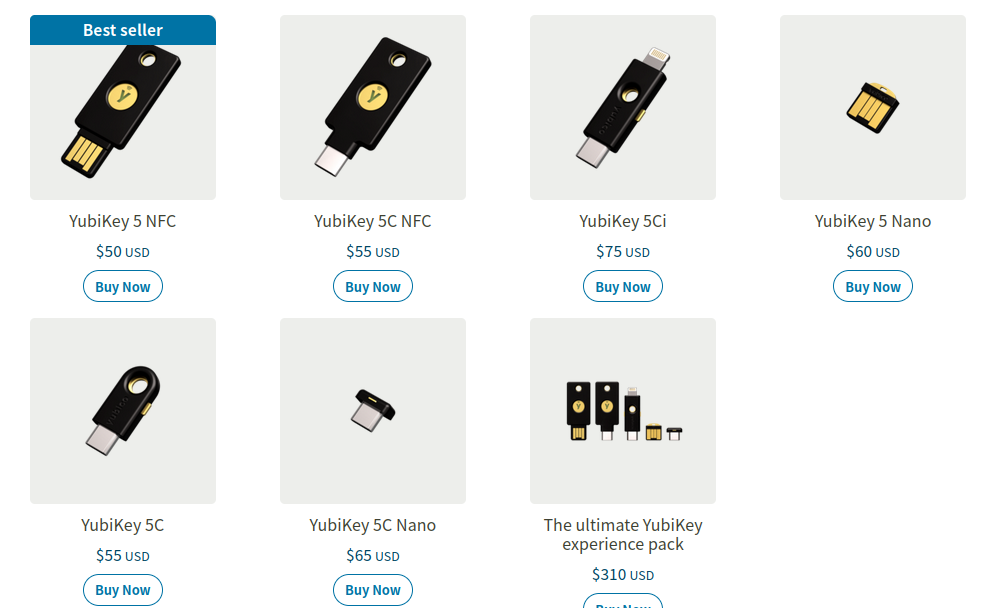 Best seller
YubiKey 5 NFC
$50 USD
Buy Now
YubiKey 5C NFC
$55 USD
Buy Now
YubiKey 5Ci
$75 USD
Buy Now
YubiKey 5 Nano
$60 USD
Buy Now
YubiKey 5C
$55 USD
Buy Now
YubiKey 5C Nano
$65 USD
Buy Now
The ultimate YubiKey
experience pack
$310 USD
Buy Now